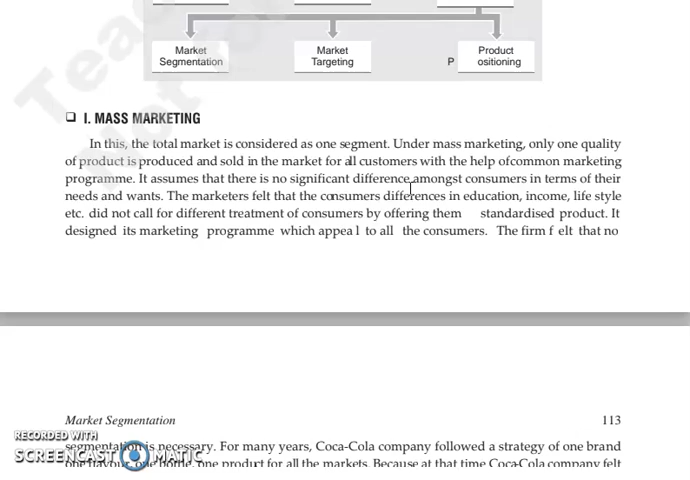 Market
Segmentation
Market
Targeting
Product
P ositioning
I. MASS MARKETING
In this, the total market is considered as one segment. Under mass marketing, only one quality
of product is produced and sold in the market for all customers with the help ofcommon marketing
programme. It assumes that there is no significant difference amongst consumers in terms of their
needs and wants. The marketers felt that the consumers differences in education, income, life style
etc. did not call for different treatment of consumers by offering them standardised product. It
designed its marketing programme which appea l to all the consumers. The firm f elt that no
Market Segmentation 113
segmentation is necessary. For many years, Coca-Cola company followed a strategy of one brand
one flavour, one bottle, one product for all the markets. Because at that time Coca-Cola company felt
RECORDED WITH
SCREENCAST MATIC